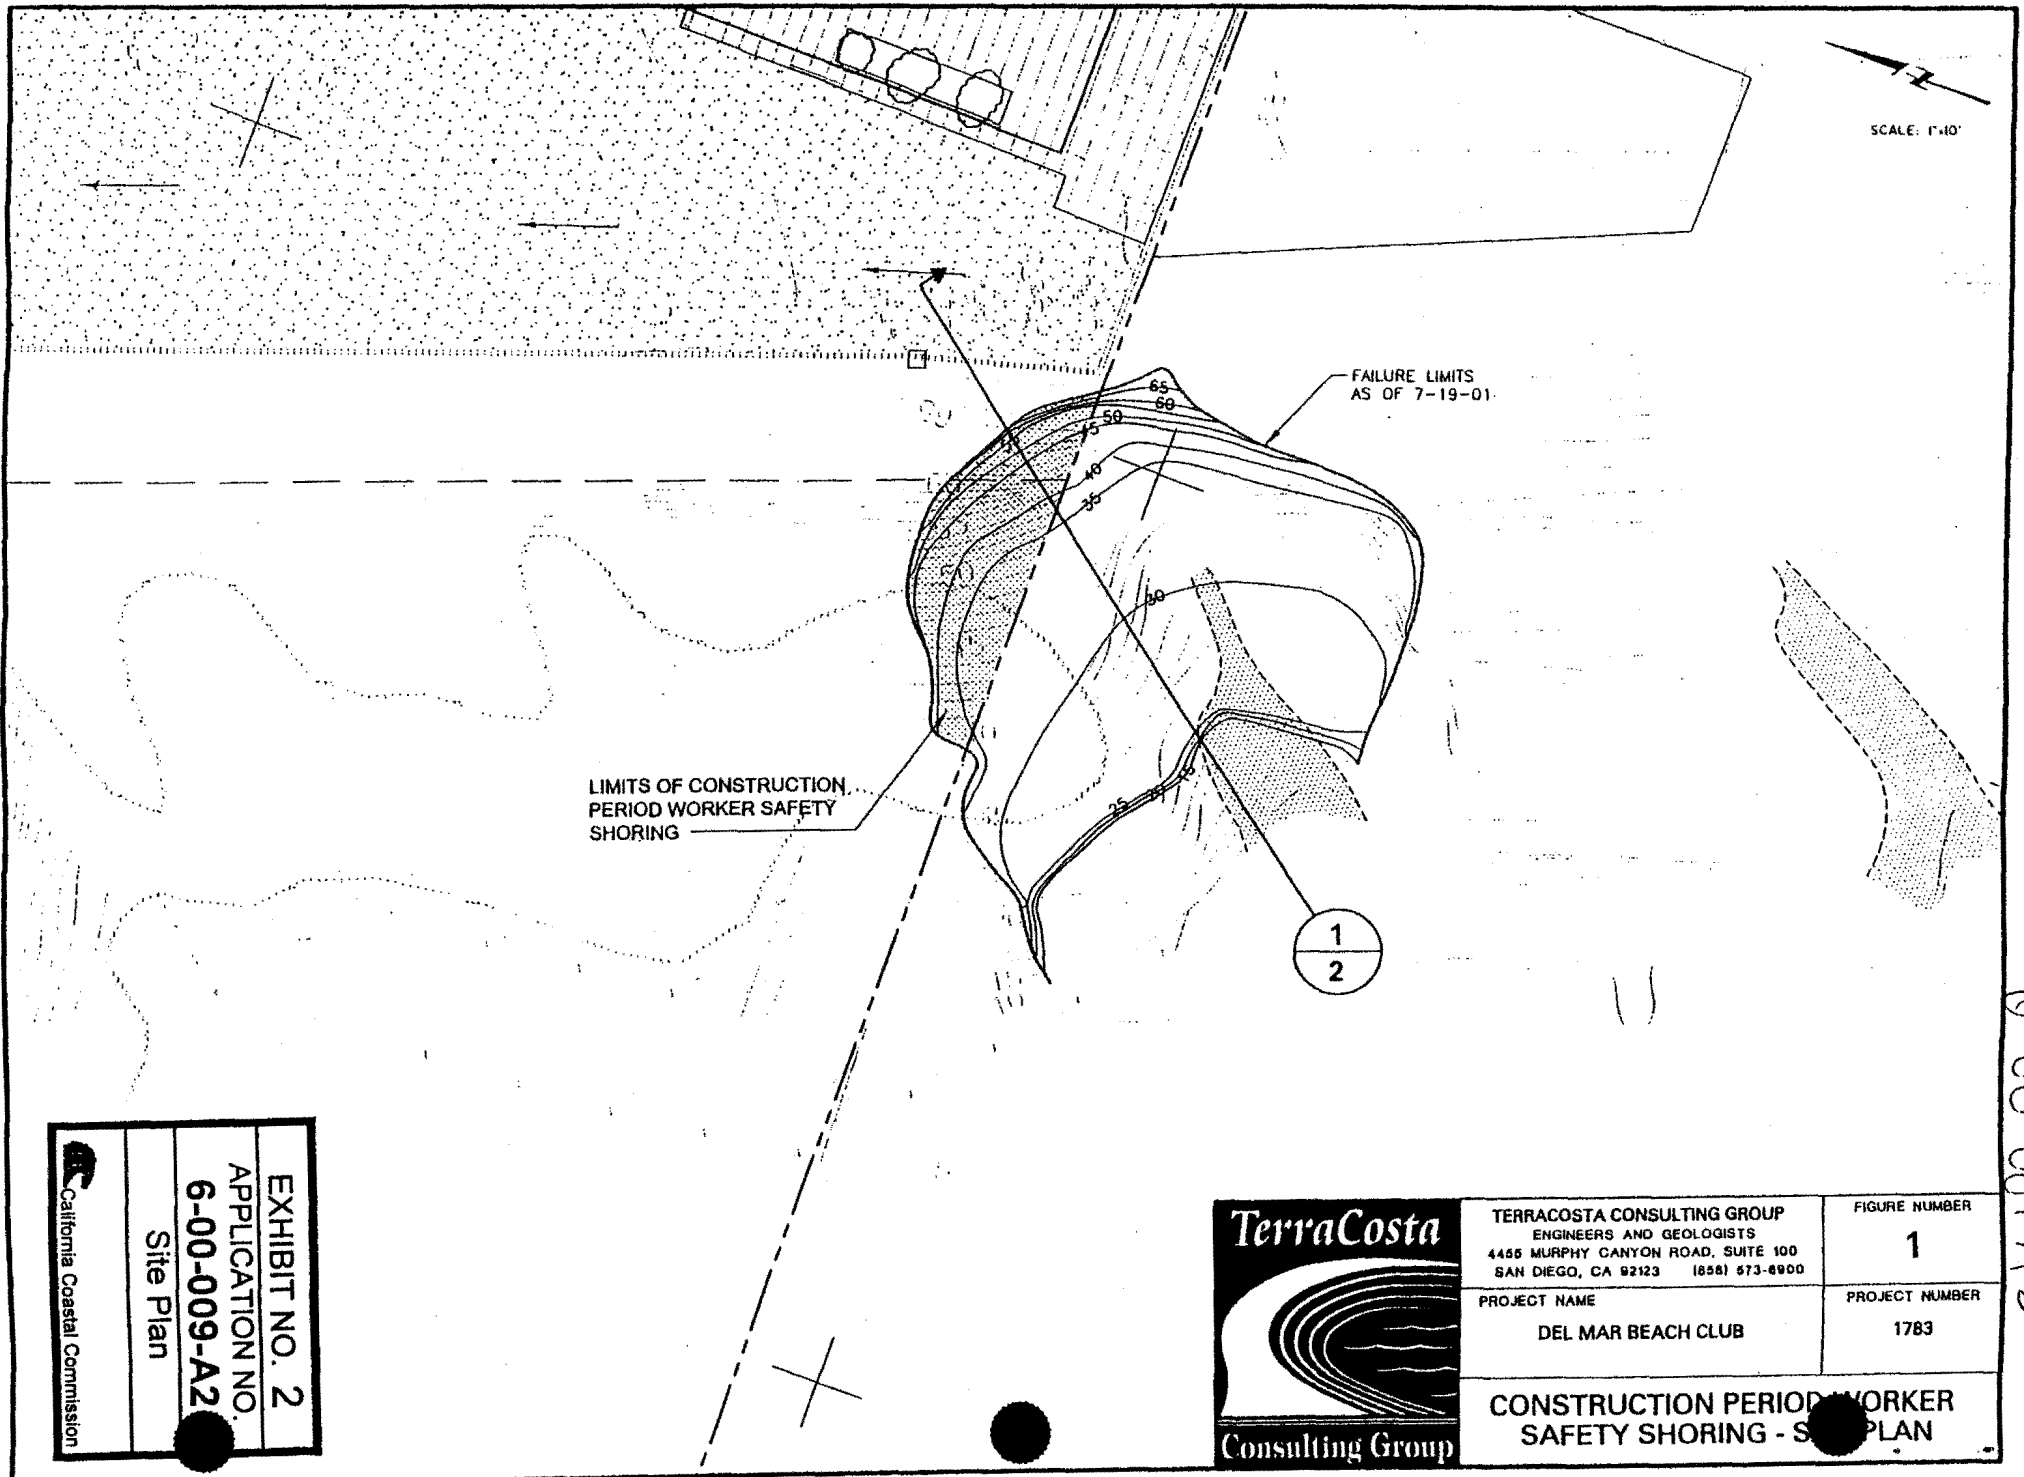 SCALE: 1"=10'
FAILURE LIMITS
AS OF 7-19-01
65
60
50
45
40
35
30
25
20
15
LIMITS OF CONSTRUCTION
PERIOD WORKER SAFETY
SHORING
1
2
EXHIBIT NO. 2
APPLICATION NO.
6-00-009-A2
Site Plan
California Coastal Commission
TerraCosta
Consulting Group
TERRACOSTA CONSULTING GROUP
ENGINEERS AND GEOLOGISTS
4455 MURPHY CANYON ROAD, SUITE 100
SAN DIEGO, CA 92123 (858) 573-6900
FIGURE NUMBER
1
PROJECT NAME
DEL MAR BEACH CLUB
PROJECT NUMBER
1783
CONSTRUCTION PERIOD WORKER
SAFETY SHORING - PLAN